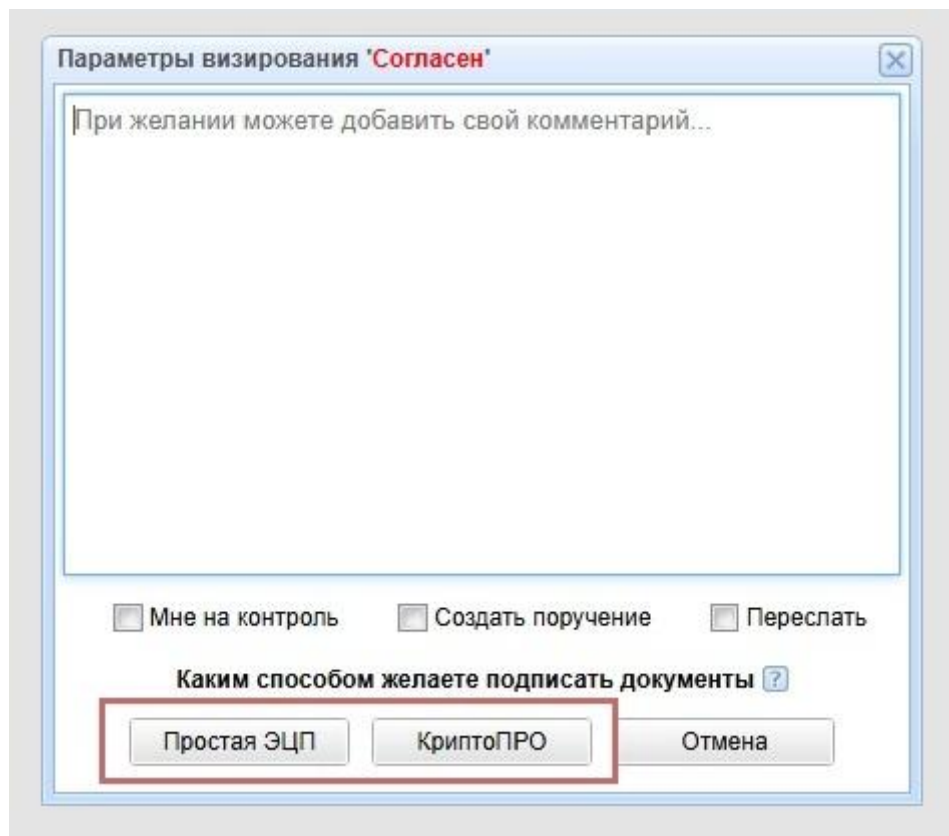 Параметры визирования 'Согласен'
При желании можете добавить свой комментарий...
Мне на контроль Создать поручение Переслать
Каким способом желаете подписать документы ?
Простая ЭЦП КриптоПРО Отмена